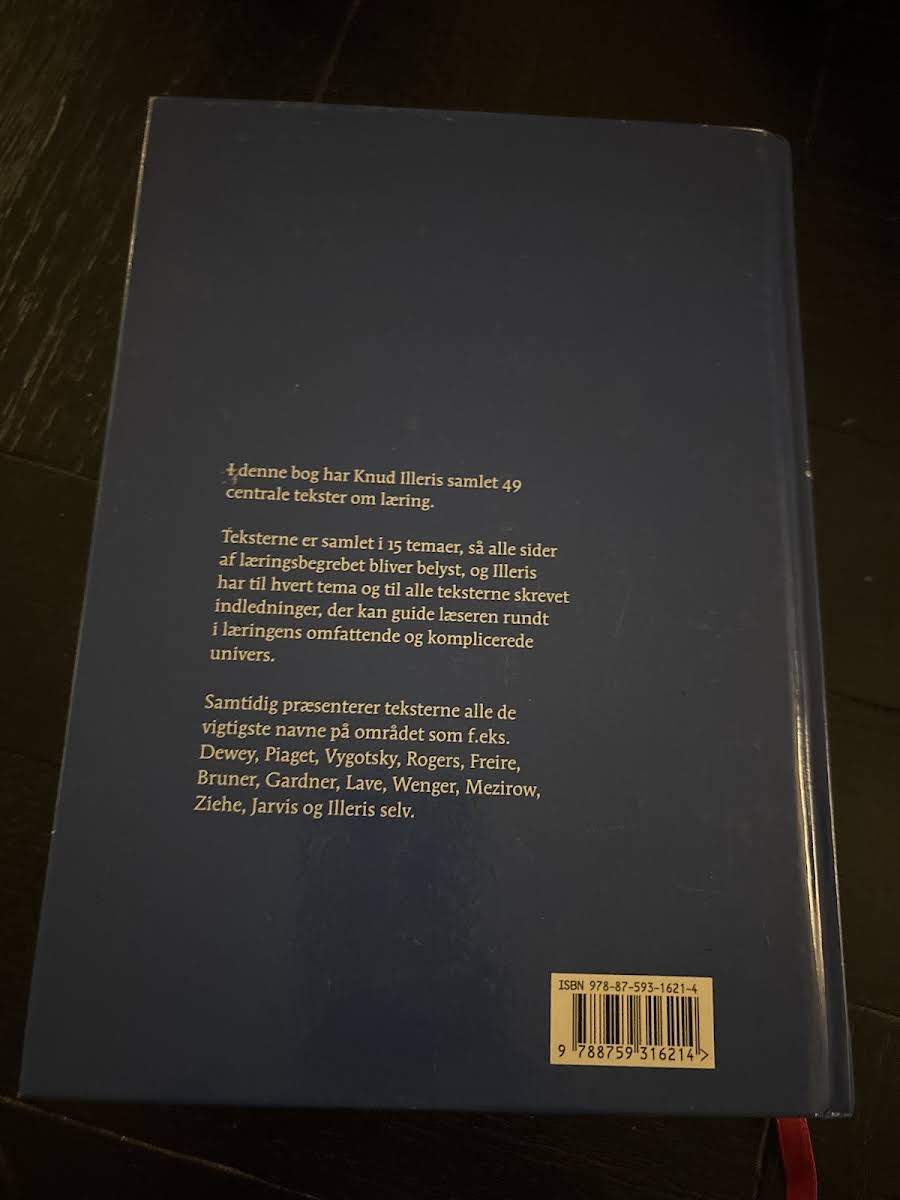 I denne bog har Knud Illeris samlet 49
centrale tekster om læring.
Teksterne er samlet i 15 temaer, så alle sider
af læringsbegrebet bliver belyst, og Illeris
har til hvert tema og til alle teksterne skrevet
indledninger, der kan guide læseren rundt
i læringens omfattende og komplicerede
univers.
Samtidig præsenterer teksterne alle de
vigtigste navne på området som f.eks.
Dewey, Piaget, Vygotsky, Rogers, Freire,
Bruner, Gardner, Lave, Wenger, Mezirow,
Ziehe, Jarvis og Illeris selv.
ISBN 978-87-593-1621-4
9 788759 316214 >